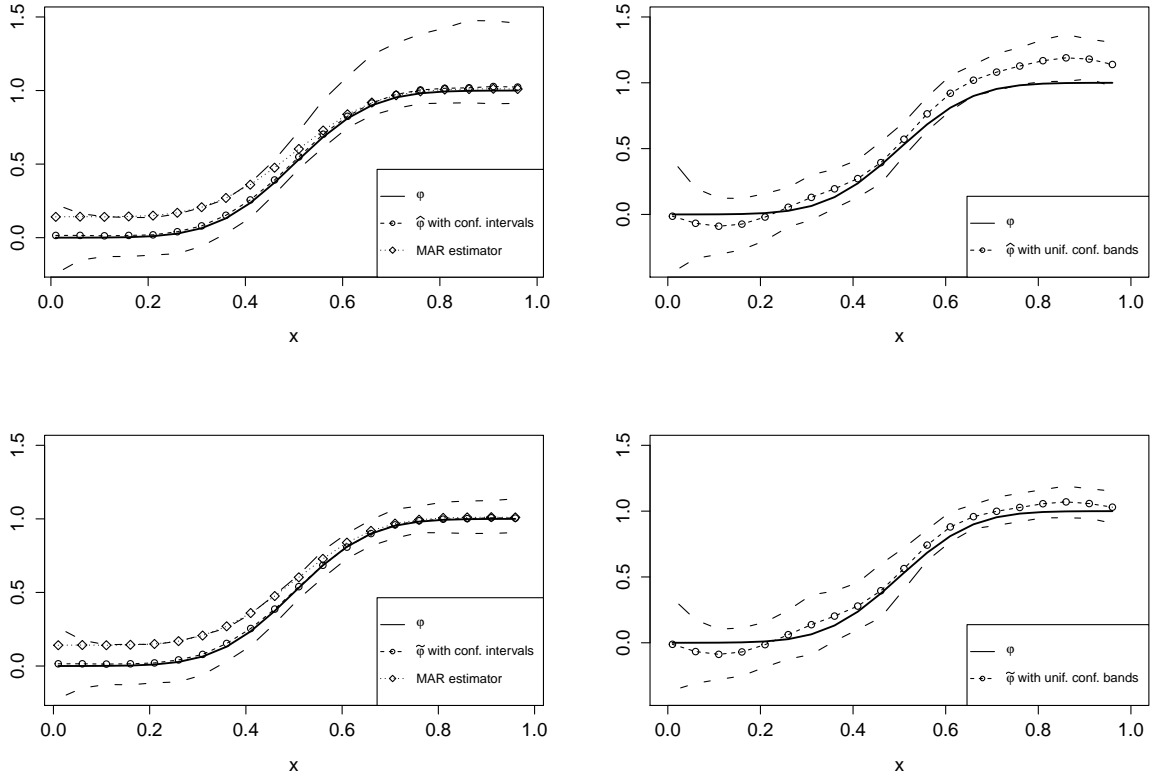 1.5
1.0
0.5
0.0
φ
φ̂ with conf. intervals
MAR estimator
0.0 0.2 0.4 0.6 0.8 1.0
x
1.5
1.0
0.5
0.0
φ
φ̂ with unif. conf. bands
0.0 0.2 0.4 0.6 0.8 1.0
x
1.5
1.0
0.5
0.0
φ
φ̃ with conf. intervals
MAR estimator
0.0 0.2 0.4 0.6 0.8 1.0
x
1.5
1.0
0.5
0.0
φ
φ̃ with unif. conf. bands
0.0 0.2 0.4 0.6 0.8 1.0
x